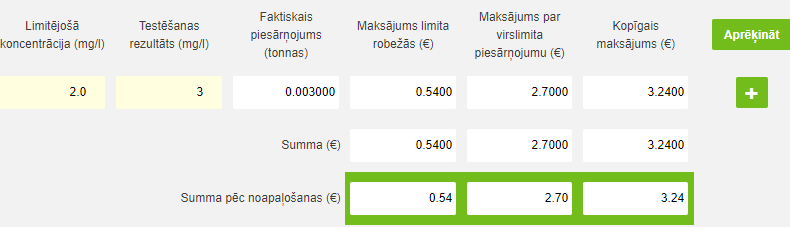 Limitējošā koncentrācija (mg/l)
Testēšanas rezultāts (mg/l)
Faktiskais piesārņojums (tonnas)
Maksājums limita robežās (€)
Maksājums par virslimita piesārņojumu (€)
Kopīgais maksājums (€)
Aprēķināt
2.0 3 0.003000 0.5400 2.7000 3.2400 +
Summa (€) 0.5400 2.7000 3.2400
Summa pēc noapaļošanas (€) 0.54 2.70 3.24